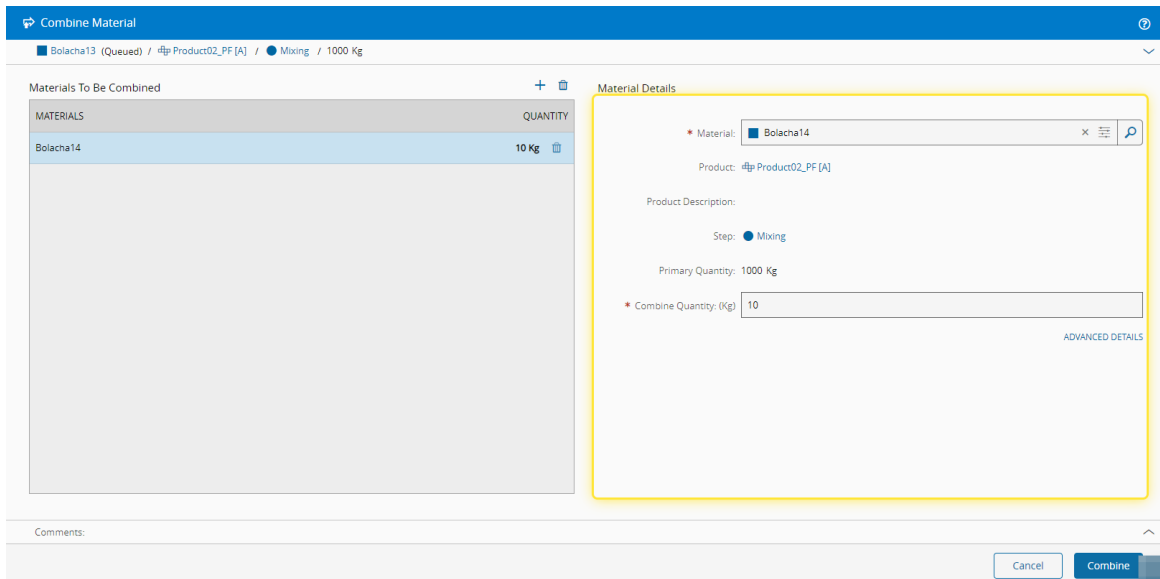 Combine Material
Bolacha13 (Queued) / Product02_PF [A] / Mixing / 1000 Kg
Materials To Be Combined
MATERIALS QUANTITY
Bolacha14 10 Kg
Material Details
* Material: Bolacha14
Product: Product02_PF [A]
Product Description:
Step: Mixing
Primary Quantity: 1000 Kg
* Combine Quantity: (Kg) 10
ADVANCED DETAILS
Comments:
Cancel Combine